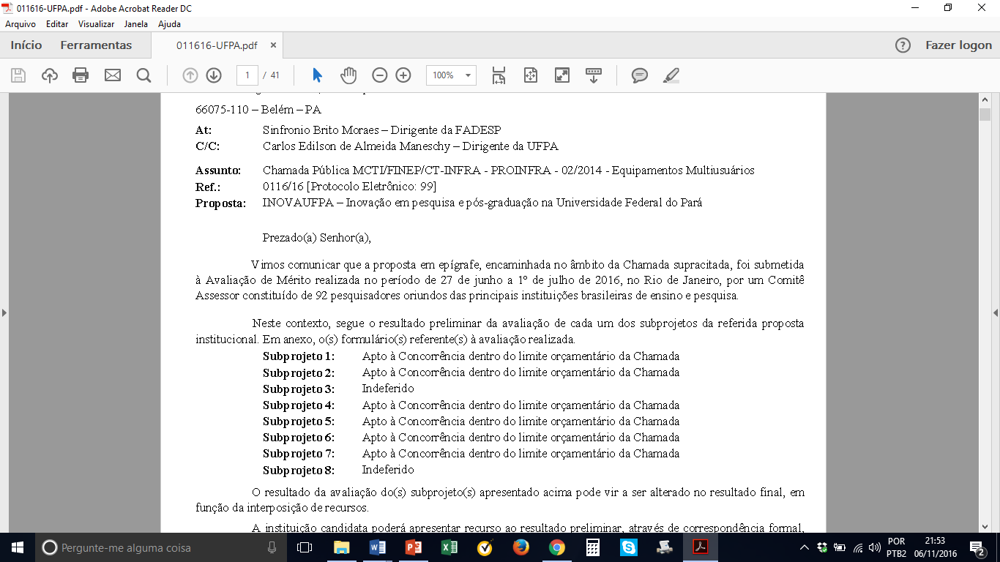 011616-UFPA.pdf - Adobe Acrobat Reader DC
Arquivo Editar Visualizar Janela Ajuda
Início Ferramentas 011616-UFPA.pdf × ? Fazer logon
1 / 41 100%
66075-110 – Belém – PA
At: Sinfronio Brito Moraes – Dirigente da FADESP
C/C: Carlos Edilson de Almeida Maneschy – Dirigente da UFPA
Assunto: Chamada Pública MCTI/FINEP/CT-INFRA - PROINFRA - 02/2014 - Equipamentos Multiusuários
Ref.: 0116/16 [Protocolo Eletrônico: 99]
Proposta: INOVAUFPA – Inovação em pesquisa e pós-graduação na Universidade Federal do Pará
Prezado(a) Senhor(a),
Vimos comunicar que a proposta em epígrafe, encaminhada no âmbito da Chamada supracitada, foi submetida
à Avaliação de Mérito realizada no período de 27 de junho a 1º de julho de 2016, no Rio de Janeiro, por um Comitê
Assessor constituído de 92 pesquisadores oriundos das principais instituições brasileiras de ensino e pesquisa.
Neste contexto, segue o resultado preliminar da avaliação de cada um dos subprojetos da referida proposta
institucional. Em anexo, o(s) formulário(s) referente(s) à avaliação realizada.
Subprojeto 1: Apto à Concorrência dentro do limite orçamentário da Chamada
Subprojeto 2: Apto à Concorrência dentro do limite orçamentário da Chamada
Subprojeto 3: Indeferido
Subprojeto 4: Apto à Concorrência dentro do limite orçamentário da Chamada
Subprojeto 5: Apto à Concorrência dentro do limite orçamentário da Chamada
Subprojeto 6: Apto à Concorrência dentro do limite orçamentário da Chamada
Subprojeto 7: Apto à Concorrência dentro do limite orçamentário da Chamada
Subprojeto 8: Indeferido
O resultado da avaliação do(s) subprojeto(s) apresentado acima pode vir a ser alterado no resultado final, em
função da interposição de recursos.
A instituição candidata poderá apresentar recurso ao resultado preliminar, através de correspondência formal,
Pergunte-me alguma coisa
POR 21:53
PTB2 06/11/2016 2